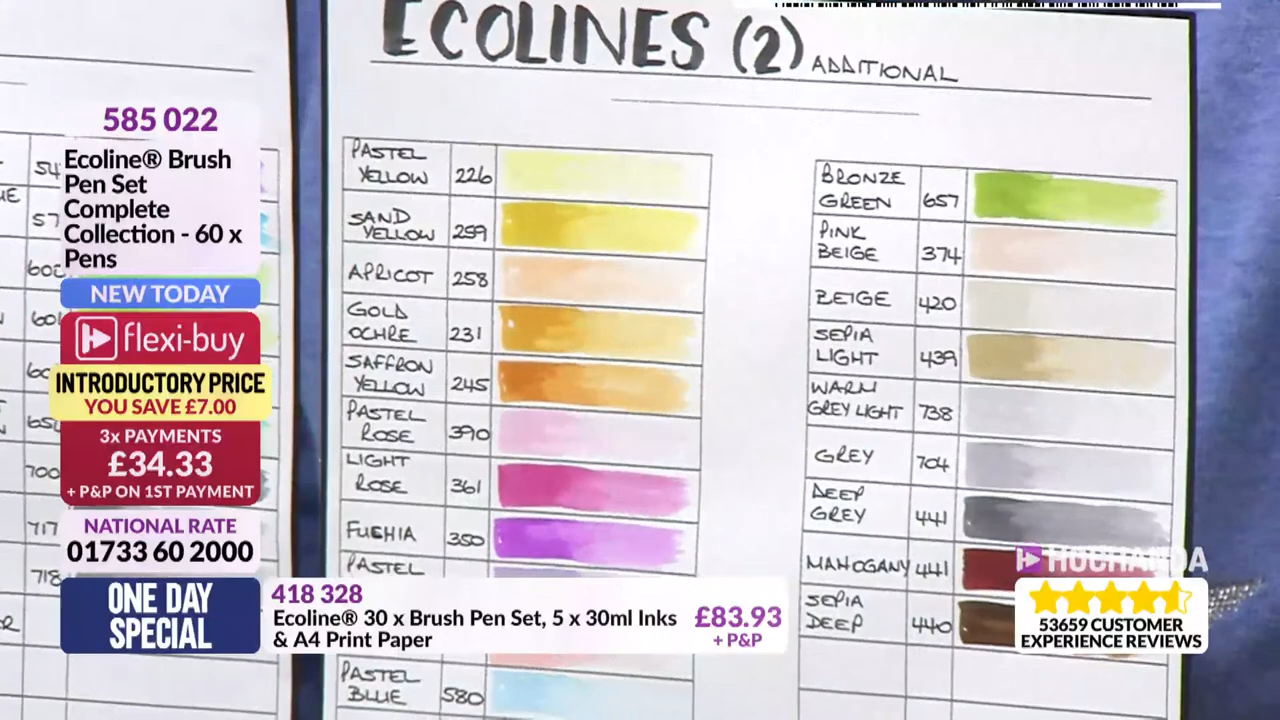 ECOLINES (2) ADDITIONAL
585 022
Ecoline® Brush
Pen Set
Complete
Collection - 60 x
Pens
NEW TODAY
flexi-buy
INTRODUCTORY PRICE
YOU SAVE £7.00
3x PAYMENTS
£34.33
+ P&P ON 1ST PAYMENT
NATIONAL RATE
01733 60 2000
ONE DAY
SPECIAL
418 328
Ecoline® 30 x Brush Pen Set, 5 x 30ml Inks
& A4 Print Paper
£83.93
+ P&P
700
717
718
PASTEL
YELLOW 226
SAND
YELLOW 259
APRICOT 258
GOLD
OCHRE 231
SAFFRON
YELLOW 245
PASTEL
ROSE 390
LIGHT
ROSE 361
FUEHIA 350
PASTEL
PASTEL
BLUE 580
BRONZE
GREEN 657
PINK
BEIGE 374
BEIGE 420
SEPIA
LIGHT 439
WARM
GREY LIGHT 738
GREY 704
DEEP
GREY 441
MAHOGANY 441
SEPIA
DEEP 440
HOCHANDA
53659 CUSTOMER
EXPERIENCE REVIEWS